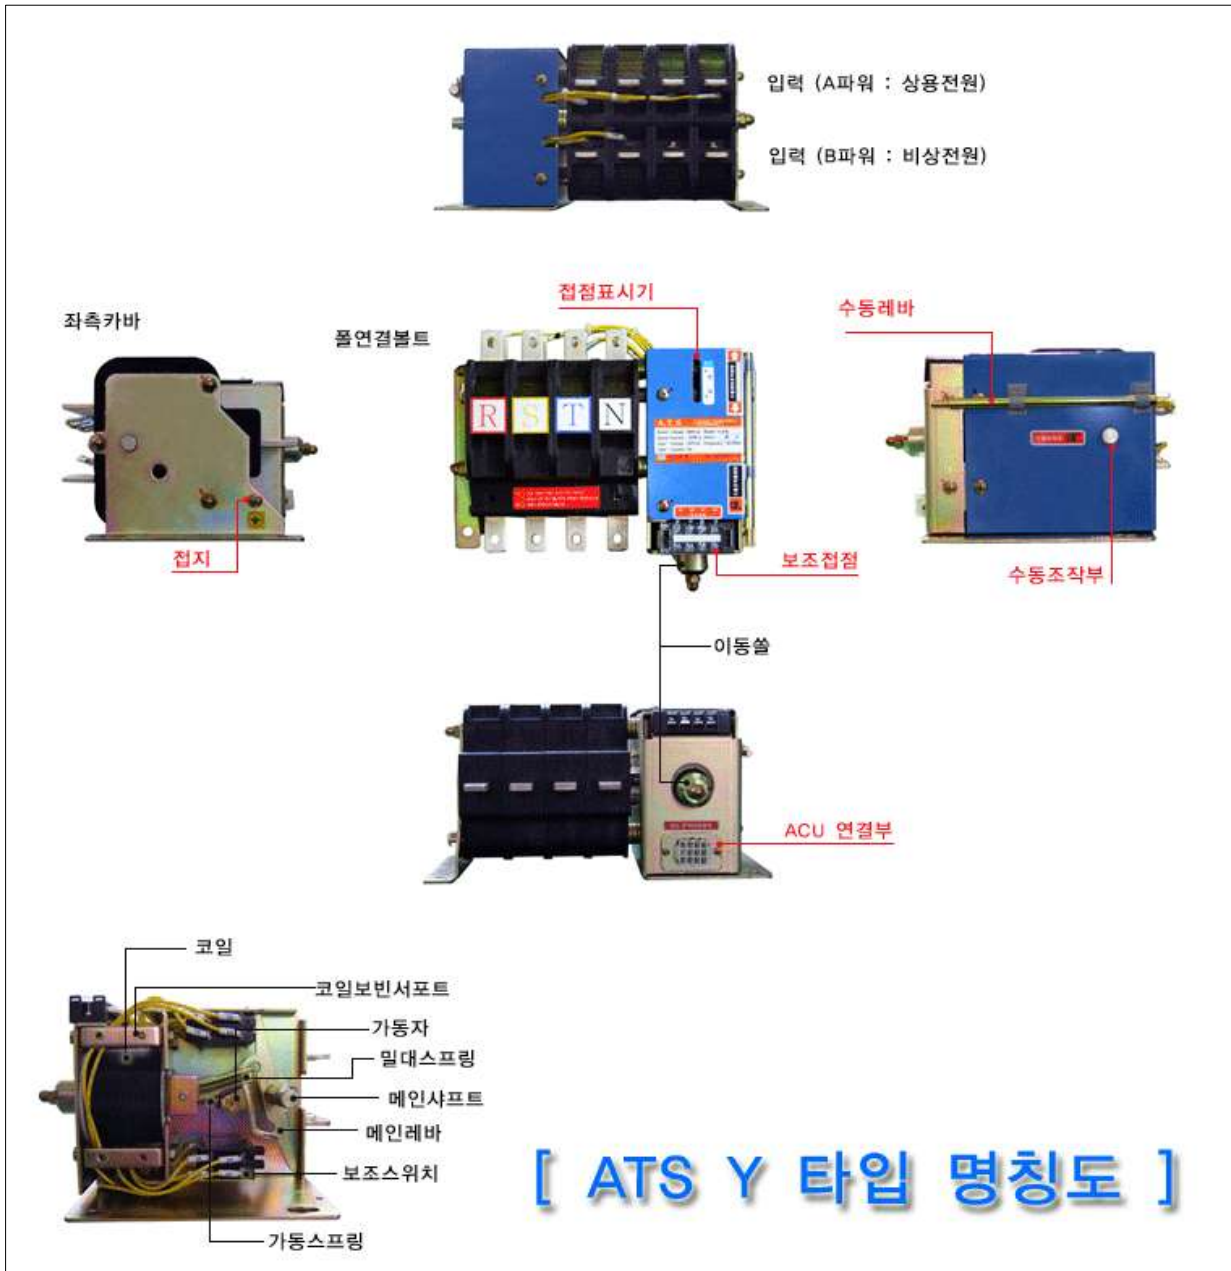 입력 (A파워 : 상용전원)
입력 (B파워 : 비상전원)
접점표시기
수동레바
좌측카바
폴연결볼트
R S T N
A.T.S
접지
보조접점
수동조작부
이동쏠
ACU 연결부
코일
코일보빈서포트
가동자
밀대스프링
메인샤프트
메인레바
보조스위치
가동스프링
[ ATS Y 타입 명칭도 ]